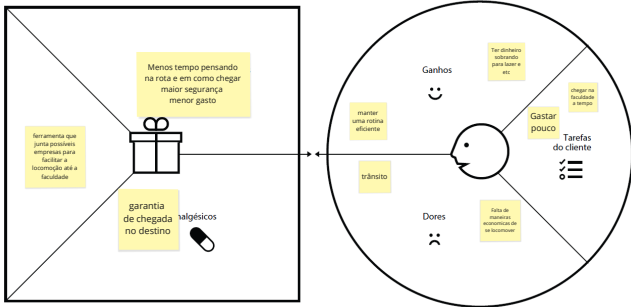 Menos tempo pensando
na rota e em como chegar
maior segurança
menor gasto
ferramenta que
junta possíveis
empresas para
facilitar a
locomoção até a
faculdade
garantia
de chegada
no destino
nalgésicos
Ganhos
Ter dinheiro
sobrando
para lazer e
etc
manter
uma rotina
eficiente
trânsito
Dores
Falta de
maneiras
economicas de
se locomover
chegar na
faculdade
a tempo
Gastar
pouco
Tarefas
do cliente